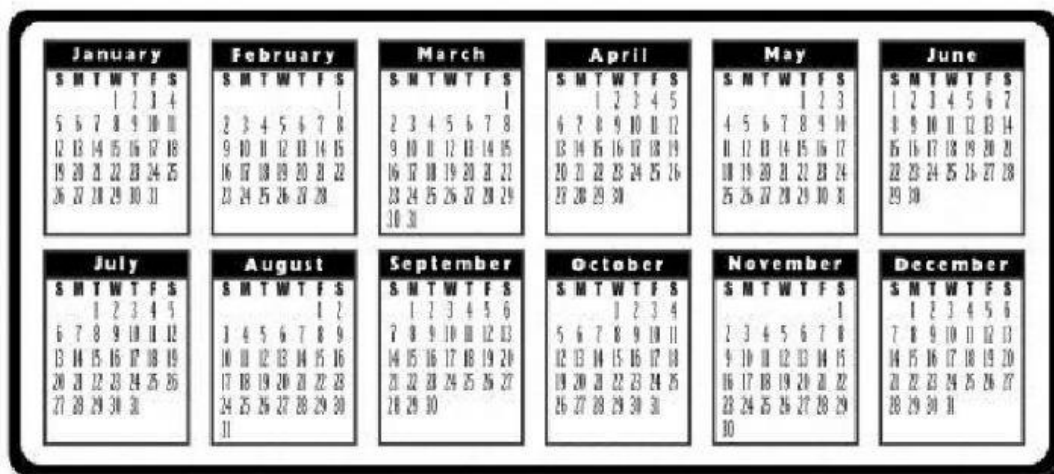 January
S M T W T F S
1 2 3 4
5 6 7 8 9 10 11
12 13 14 15 16 17 18
19 20 21 22 23 24 25
26 27 28 29 30 31
February
S M T W T F S
1
2 3 4 5 6 7 8
9 10 11 12 13 14 15
16 17 18 19 20 21 22
23 24 25 26 27 28
March
S M T W T F S
1
2 3 4 5 6 7 8
9 10 11 12 13 14 15
16 17 18 19 20 21 22
23 24 25 26 27 28 29
30 31
April
S M T W T F S
1 2 3 4 5
6 7 8 9 10 11 12
13 14 15 16 17 18 19
20 21 22 23 24 25 26
27 28 29 30
May
S M T W T F S
1 2 3
4 5 6 7 8 9 10
11 12 13 14 15 16 17
18 19 20 21 22 23 24
25 26 27 28 29 30 31
June
S M T W T F S
1 2 3 4 5 6 7
8 9 10 11 12 13 14
15 16 17 18 19 20 21
22 23 24 25 26 27 28
29 30
July
S M T W T F S
1 2 3 4 5
6 7 8 9 10 11 12
13 14 15 16 17 18 19
20 21 22 23 24 25 26
27 28 29 30 31
August
S M T W T F S
1 2
3 4 5 6 7 8 9
10 11 12 13 14 15 16
17 18 19 20 21 22 23
24 25 26 27 28 29 30
31
September
S M T W T F S
1 2 3 4 5 6
7 8 9 10 11 12 13
14 15 16 17 18 19 20
21 22 23 24 25 26 27
28 29 30
October
S M T W T F S
1 2 3 4
5 6 7 8 9 10 11
12 13 14 15 16 17 18
19 20 21 22 23 24 25
26 27 28 29 30 31
November
S M T W T F S
1
2 3 4 5 6 7 8
9 10 11 12 13 14 15
16 17 18 19 20 21 22
23 24 25 26 27 28 29
30
December
S M T W T F S
1 2 3 4 5 6
7 8 9 10 11 12 13
14 15 16 17 18 19 20
21 22 23 24 25 26 27
28 29 30 31